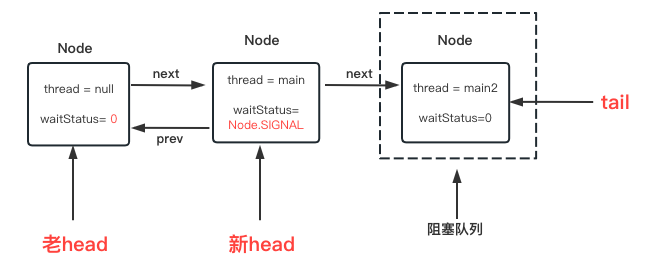 Node
thread = null
waitStatus= 0
next
prev
Node
thread = main
waitStatus=
Node.SIGNAL
next
Node
thread = main2
waitStatus=0
tail
老head
新head
阻塞队列